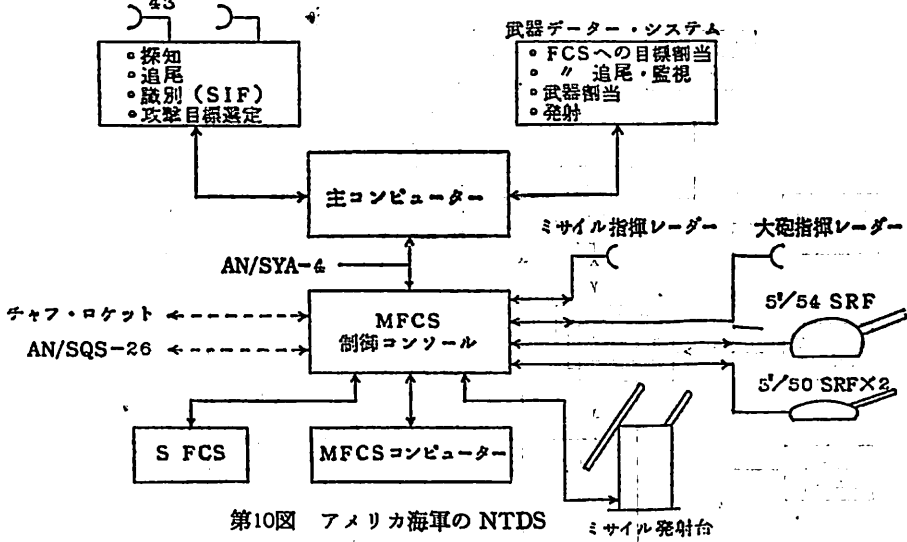 43
• 探知
• 追尾
• 識別 (SIF)
• 攻撃目標選定
武器データー・システム
• FCSへの目標割当
• 〃 追尾・監視
• 武器割当
• 発射
主コンピューター
AN/SYA-4
ミサイル指揮レーダー
大砲指揮レーダー
チャフ・ロケット
AN/SQS-26
MFCS
制御コンソール
5"/54 SRF
5"/50 SRF×2
S FCS
MFCSコンピューター
ミサイル発射台
第10図 アメリカ海軍の NTDS